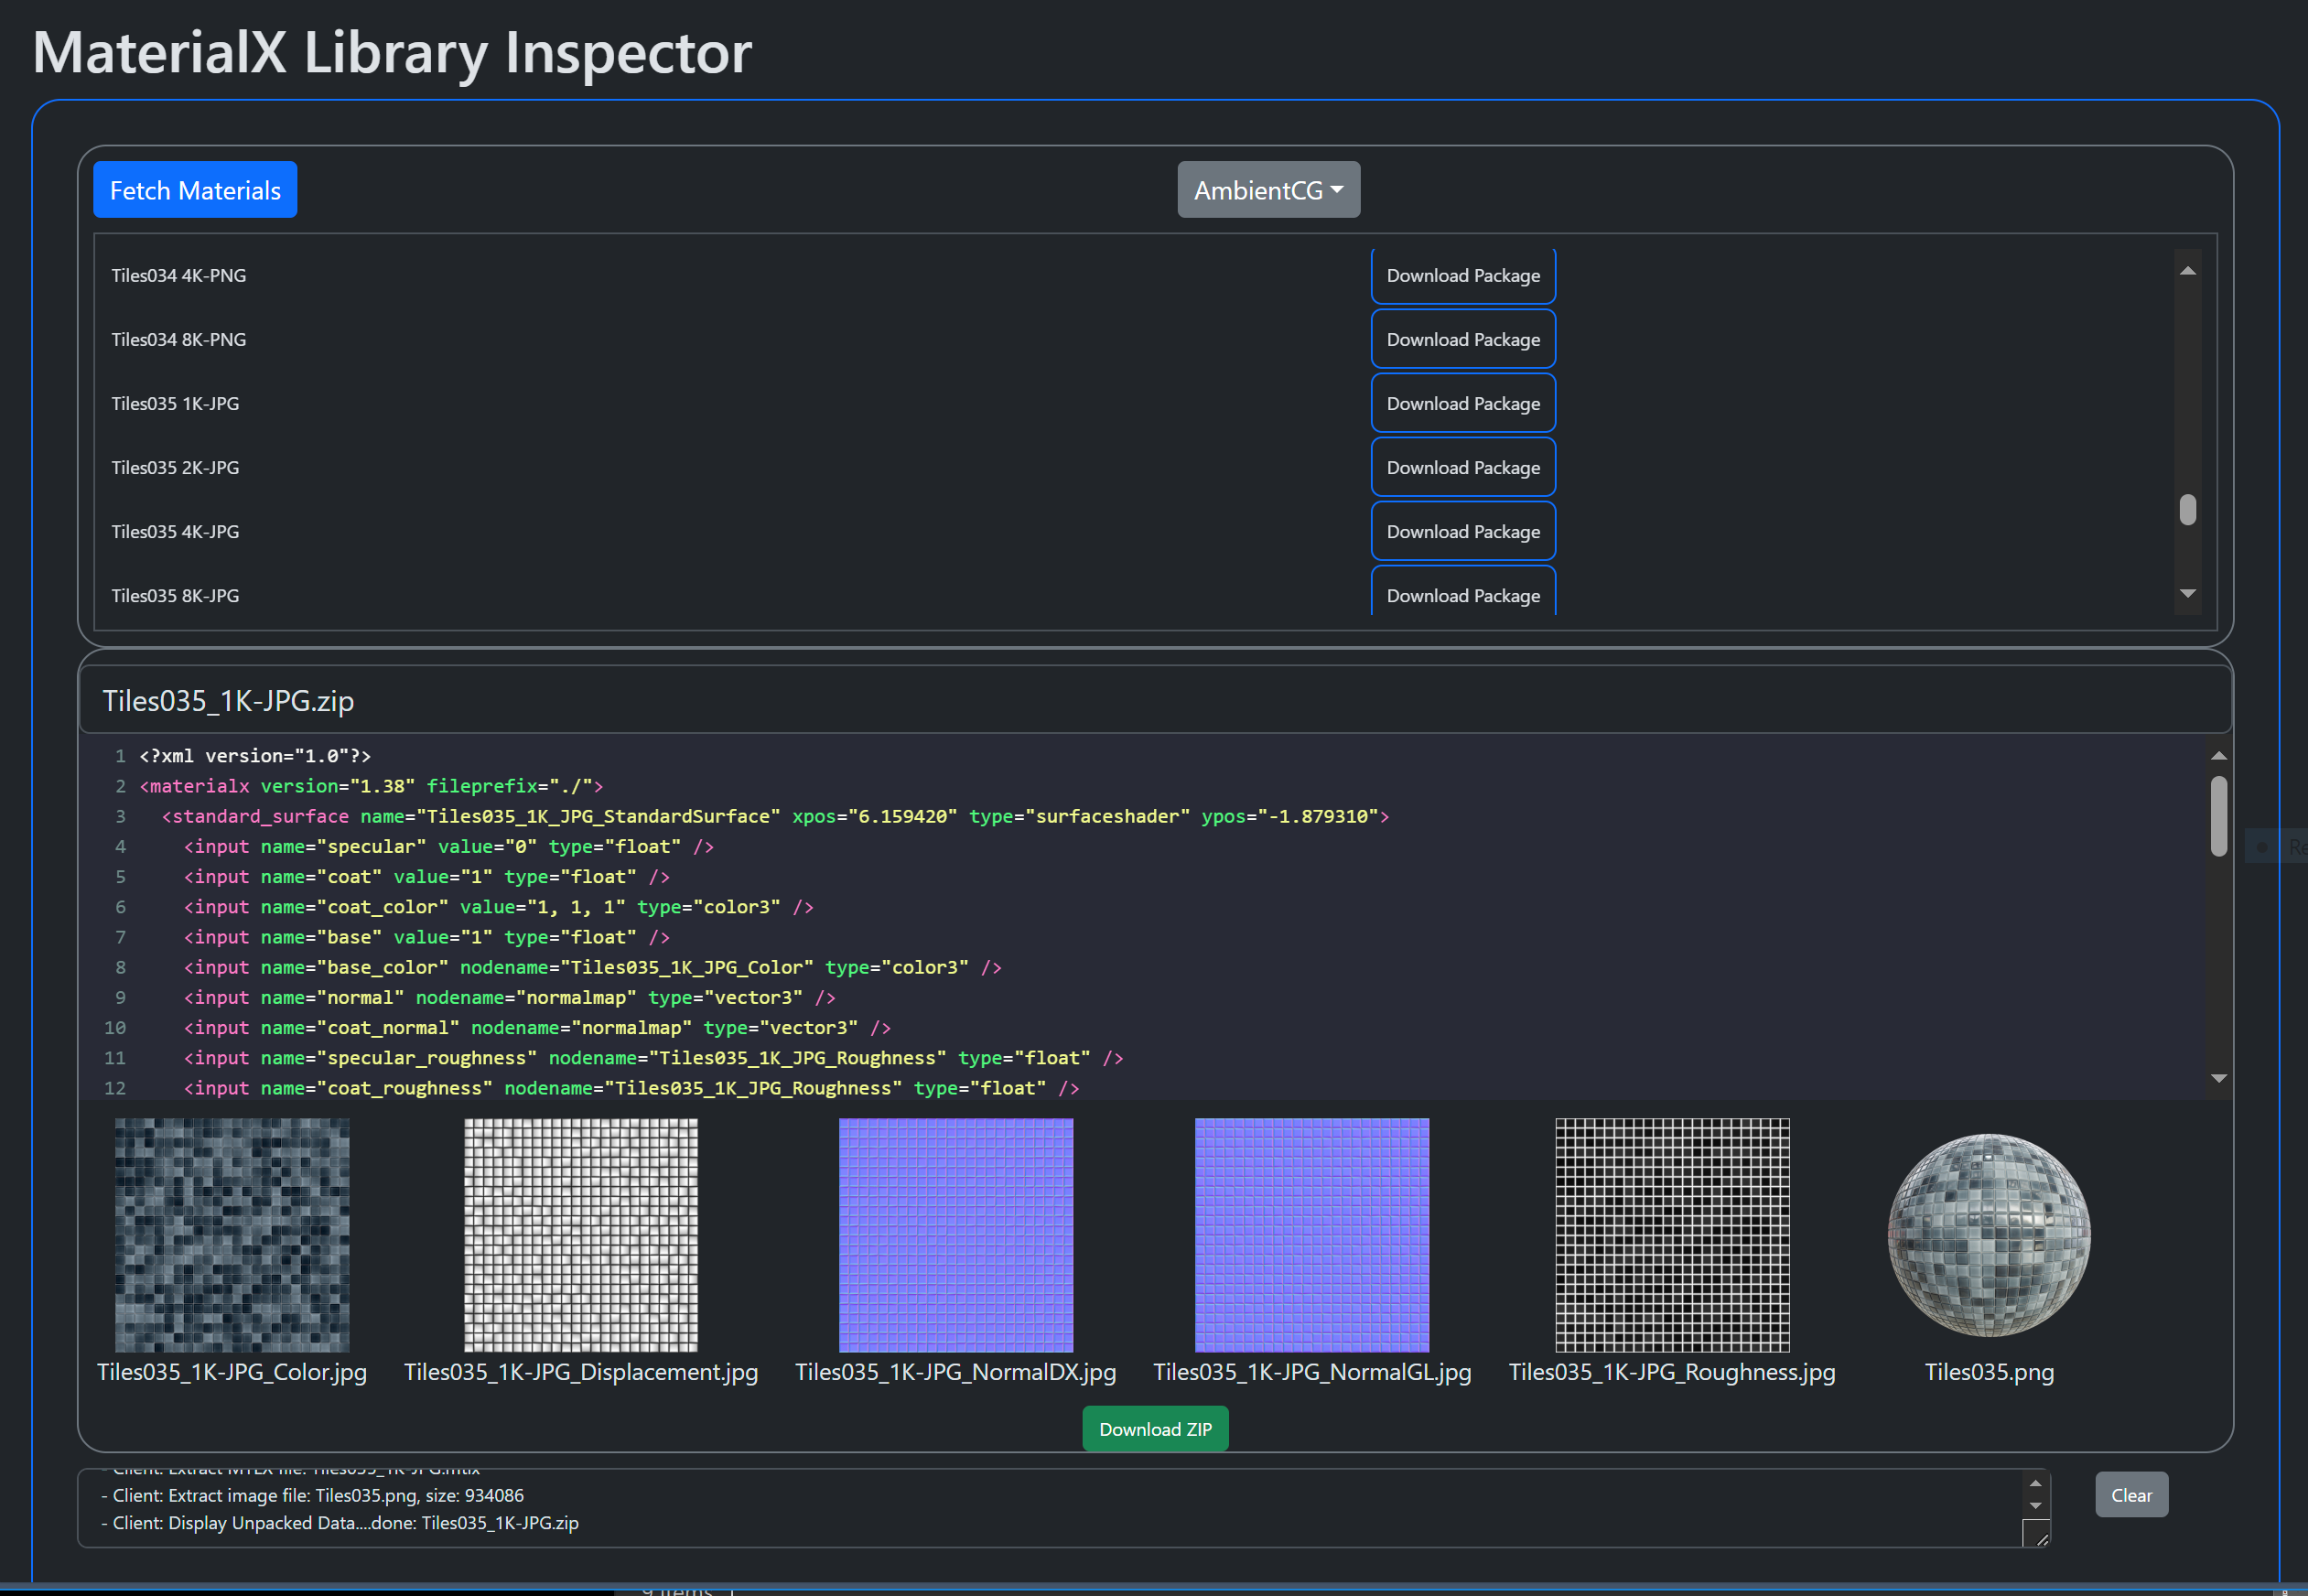 MaterialX Library Inspector
Fetch Materials
AmbientCG
Tiles034 4K-PNG Download Package
Tiles034 8K-PNG Download Package
Tiles035 1K-JPG Download Package
Tiles035 2K-JPG Download Package
Tiles035 4K-JPG Download Package
Tiles035 8K-JPG Download Package
Tiles035_1K-JPG.zip
1 <?xml version="1.0"?>
2 <materialx version="1.38" fileprefix="./">
3 <standard_surface name="Tiles035_1K_JPG_StandardSurface" xpos="6.159420" type="surfaceshader" ypos="-1.879310">
4 <input name="specular" value="0" type="float" />
5 <input name="coat" value="1" type="float" />
6 <input name="coat_color" value="1, 1, 1" type="color3" />
7 <input name="base" value="1" type="float" />
8 <input name="base_color" nodename="Tiles035_1K_JPG_Color" type="color3" />
9 <input name="normal" nodename="normalmap" type="vector3" />
10 <input name="coat_normal" nodename="normalmap" type="vector3" />
11 <input name="specular_roughness" nodename="Tiles035_1K_JPG_Roughness" type="float" />
12 <input name="coat_roughness" nodename="Tiles035_1K_JPG_Roughness" type="float" />
Tiles035_1K-JPG_Color.jpg
Tiles035_1K-JPG_Displacement.jpg
Tiles035_1K-JPG_NormalDX.jpg
Tiles035_1K-JPG_NormalGL.jpg
Tiles035_1K-JPG_Roughness.jpg
Tiles035.png
Download ZIP
- Client: Extract MTLX file: Tiles035_1K-JPG.mtlx
- Client: Extract image file: Tiles035.png, size: 934086
- Client: Display Unpacked Data....done: Tiles035_1K-JPG.zip
Clear